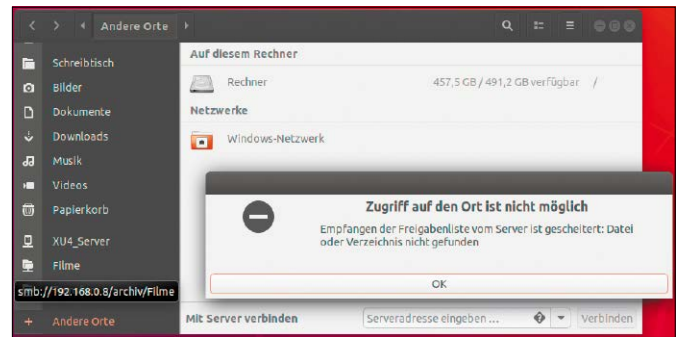 Andere Orte
Schreibtisch
Bilder
Dokumente
Downloads
Musik
Videos
Papierkorb
XU4_Server
Filme
smb://192.168.0.8/archiv/Filme
+ Andere Orte
Auf diesem Rechner
Rechner 457,5 GB / 491,2 GB verfügbar /
Netzwerke
Windows-Netzwerk
Zugriff auf den Ort ist nicht möglich
Empfangen der Freigabenliste vom Server ist gescheitert: Datei
oder Verzeichnis nicht gefunden
OK
Mit Server verbinden Serveradresse eingeben ... Verbinden